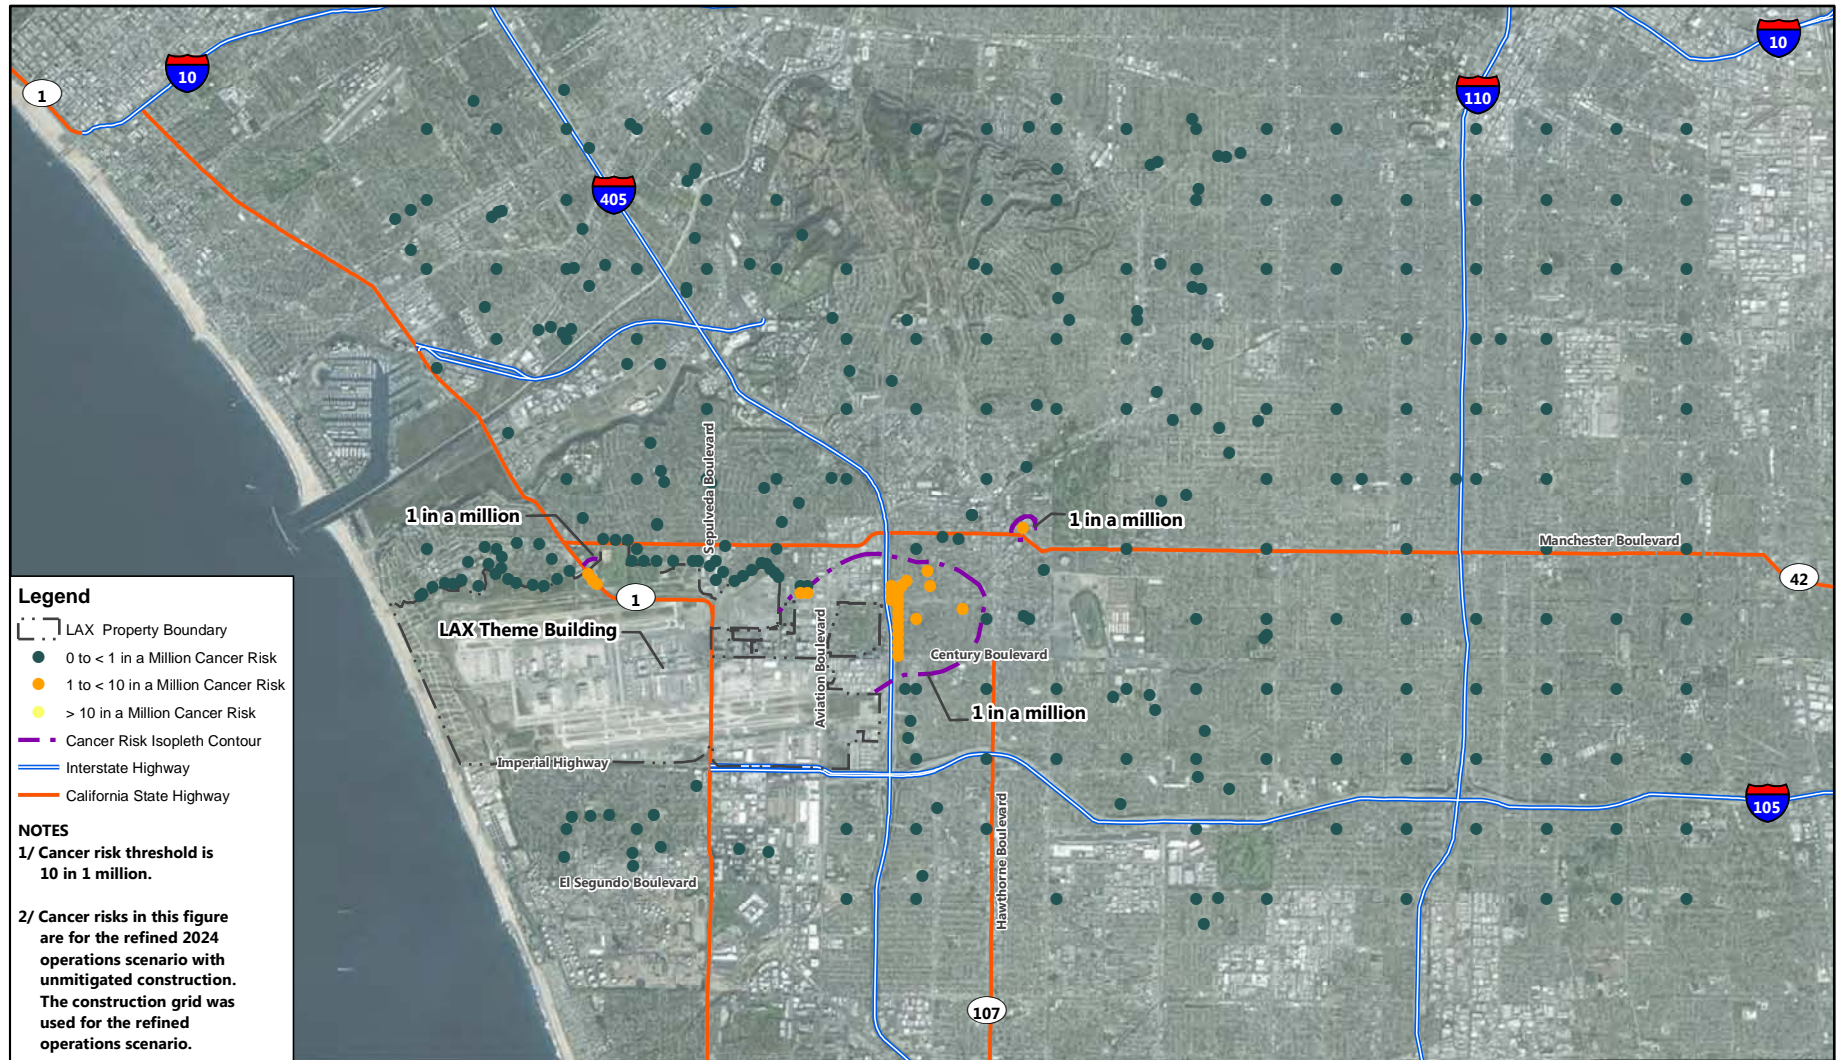 10
10
1
110
405
Sepulveda Boulevard
1 in a million
1 in a million
Manchester Boulevard
42
1
LAX Theme Building
Aviation Boulevard
Century Boulevard
1 in a million
Imperial Highway
105
Hawthorne Boulevard
El Segundo Boulevard
107
Legend
LAX Property Boundary
0 to < 1 in a Million Cancer Risk
1 to < 10 in a Million Cancer Risk
> 10 in a Million Cancer Risk
Cancer Risk Isopleth Contour
Interstate Highway
California State Highway
NOTES
1/ Cancer risk threshold is
10 in 1 million.
2/ Cancer risks in this figure
are for the refined 2024
operations scenario with
unmitigated construction.
The construction grid was
used for the refined
operations scenario.